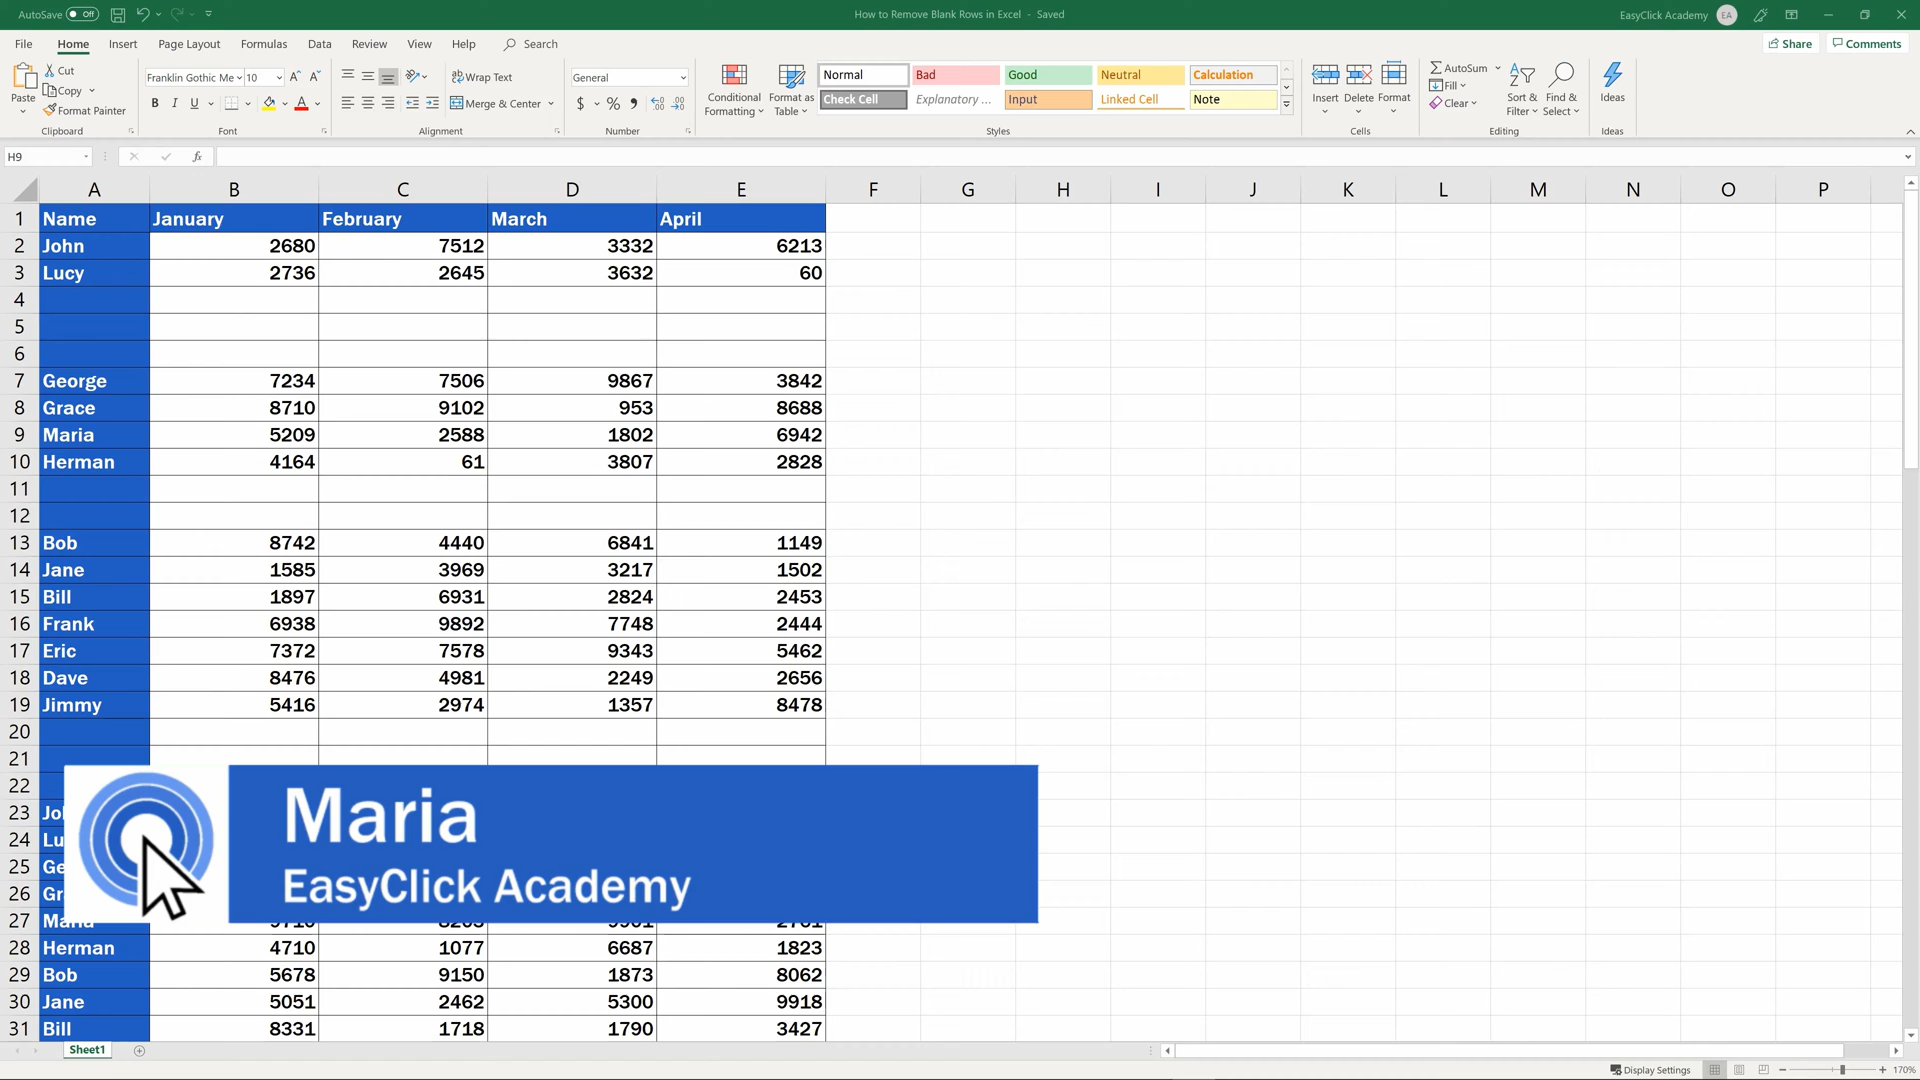 AutoSave Off How to Remove Blank Rows in Excel - Saved EasyClick Academy EA
File Home Insert Page Layout Formulas Data Review View Help Search Share Comments
Paste Cut Copy Format Painter Clipboard
Franklin Gothic Me 10 B I U A Font
Wrap Text Merge & Center Alignment
General $ % Number
Conditional Formatting Format as Table
Normal Bad Good Neutral Calculation
Check Cell Explanatory ... Input Linked Cell Note
Styles
Insert Delete Format Cells
AutoSum Fill Clear Sort & Filter Find & Select Editing
Ideas Ideas
H9 fx
A B C D E F G H I J K L M N O P
1 Name January February March April
2 John 2680 7512 3332 6213
3 Lucy 2736 2645 3632 60
4
5
6
7 George 7234 7506 9867 3842
8 Grace 8710 9102 953 8688
9 Maria 5209 2588 1802 6942
10 Herman 4164 61 3807 2828
11
12
13 Bob 8742 4440 6841 1149
14 Jane 1585 3969 3217 1502
15 Bill 1897 6931 2824 2453
16 Frank 6938 9892 7748 2444
17 Eric 7372 7578 9343 5462
18 Dave 8476 4981 2249 2656
19 Jimmy 5416 2974 1357 8478
20
21
22
23
24
25
26
27 Maria
28 Herman 4710 1077 6687 1823
29 Bob 5678 9150 1873 8062
30 Jane 5051 2462 5300 9918
31 Bill 8331 1718 1790 3427
Maria
EasyClick Academy
Sheet1
Display Settings 170%